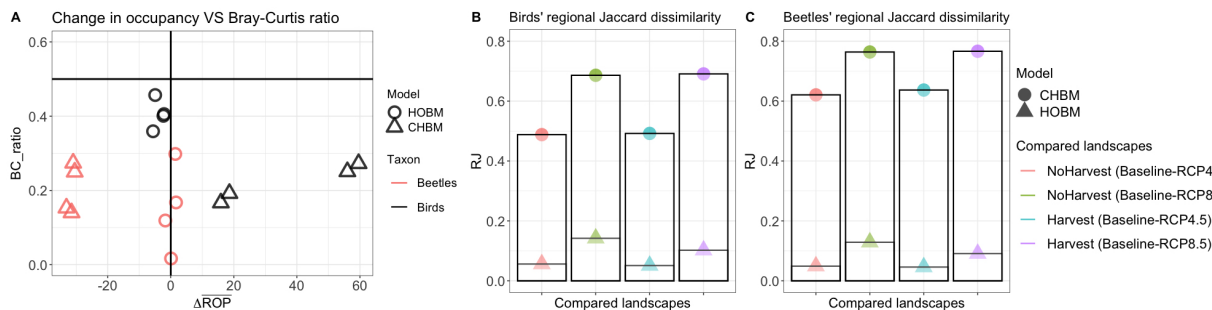 A
Change in occupancy VS Bray-Curtis ratio
0.6
0.4
0.2
0.0
BC_ratio
-20
0
20
40
60
ΔROP
Model
HOBM
CHBM
Taxon
Beetles
Birds
B
Birds' regional Jaccard dissimilarity
0.8
0.6
0.4
0.2
0.0
RJ
Compared landscapes
C
Beetles' regional Jaccard dissimilarity
0.8
0.6
0.4
0.2
0.0
RJ
Compared landscapes
Model
CHBM
HOBM
Compared landscapes
NoHarvest (Baseline-RCP4
NoHarvest (Baseline-RCP8
Harvest (Baseline-RCP4.5)
Harvest (Baseline-RCP8.5)